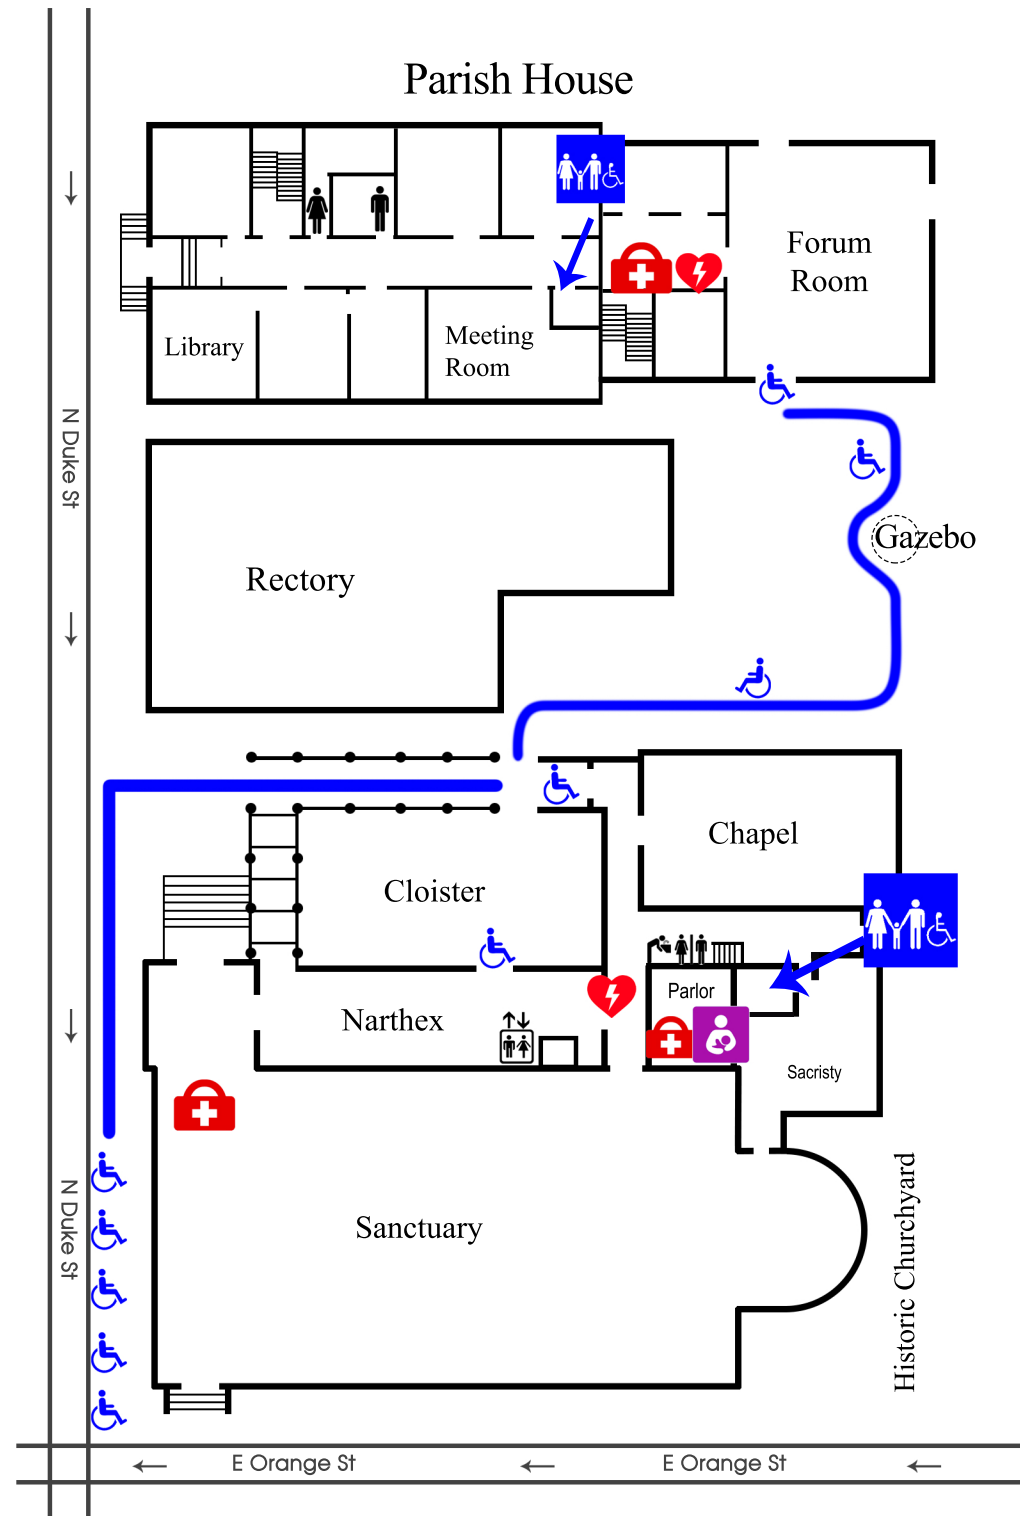 Parish House
Forum
Room
Library
Meeting
Room
N Duke St
Gazebo
Rectory
Chapel
Cloister
Parlor
Narthex
Sacristy
N Duke St
Sanctuary
Historic Churchyard
E Orange St
E Orange St